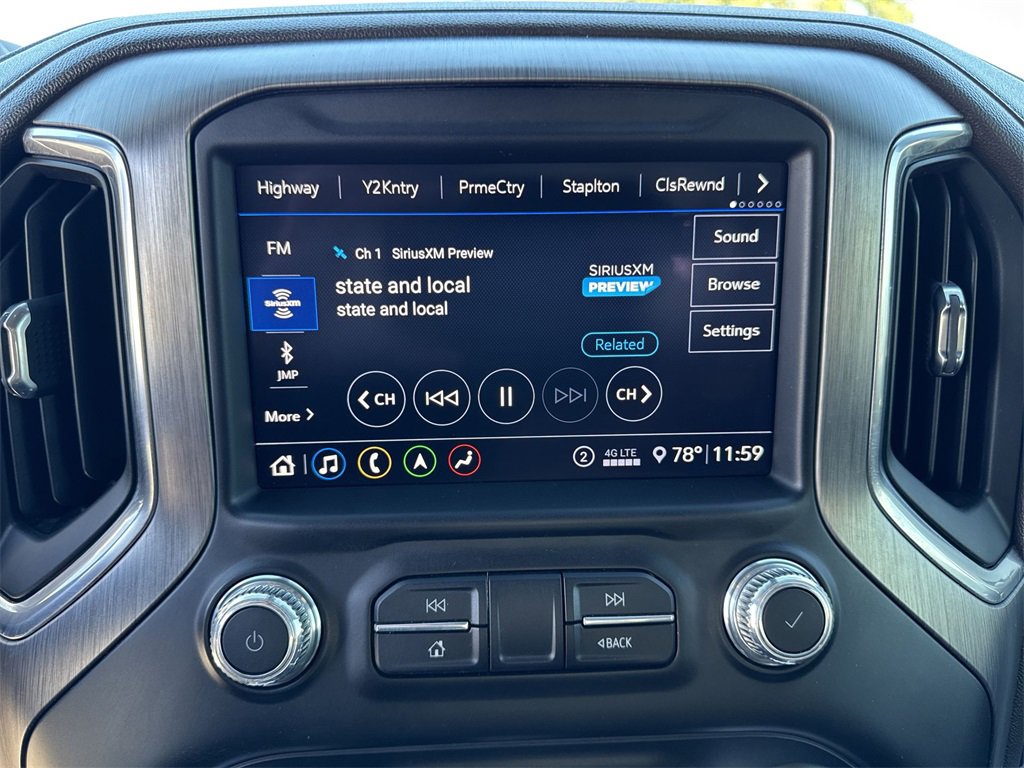 Highway Y2Kntry PrmeCtry Staplton ClsRewnd
FM
SiriusXM
JMP
More
Ch 1 SiriusXM Preview
state and local
state and local
SIRIUSXM
PREVIEW
Related
Sound
Browse
Settings
CH
CH
2 4G LTE 78° 11:59
BACK